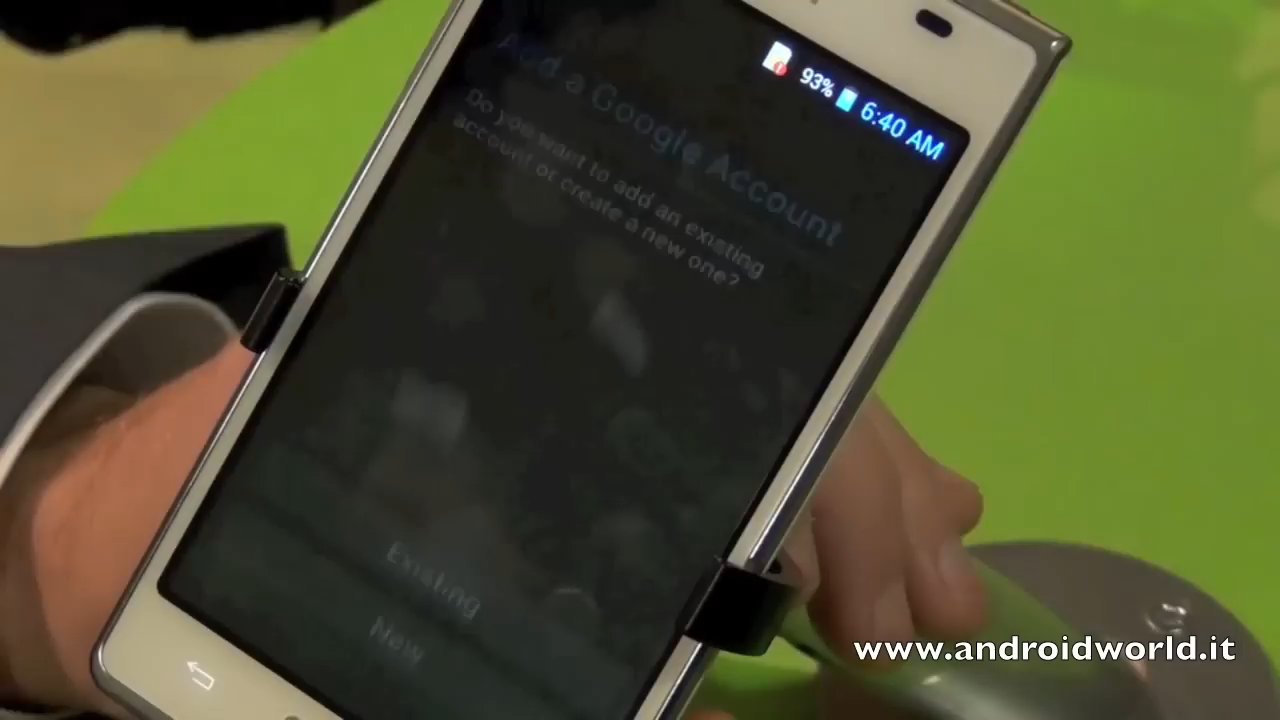 93% 6:40 AM
Add a Google Account
Do you want to add an existing
account or create a new one?
Existing
New
www.androidworld.it